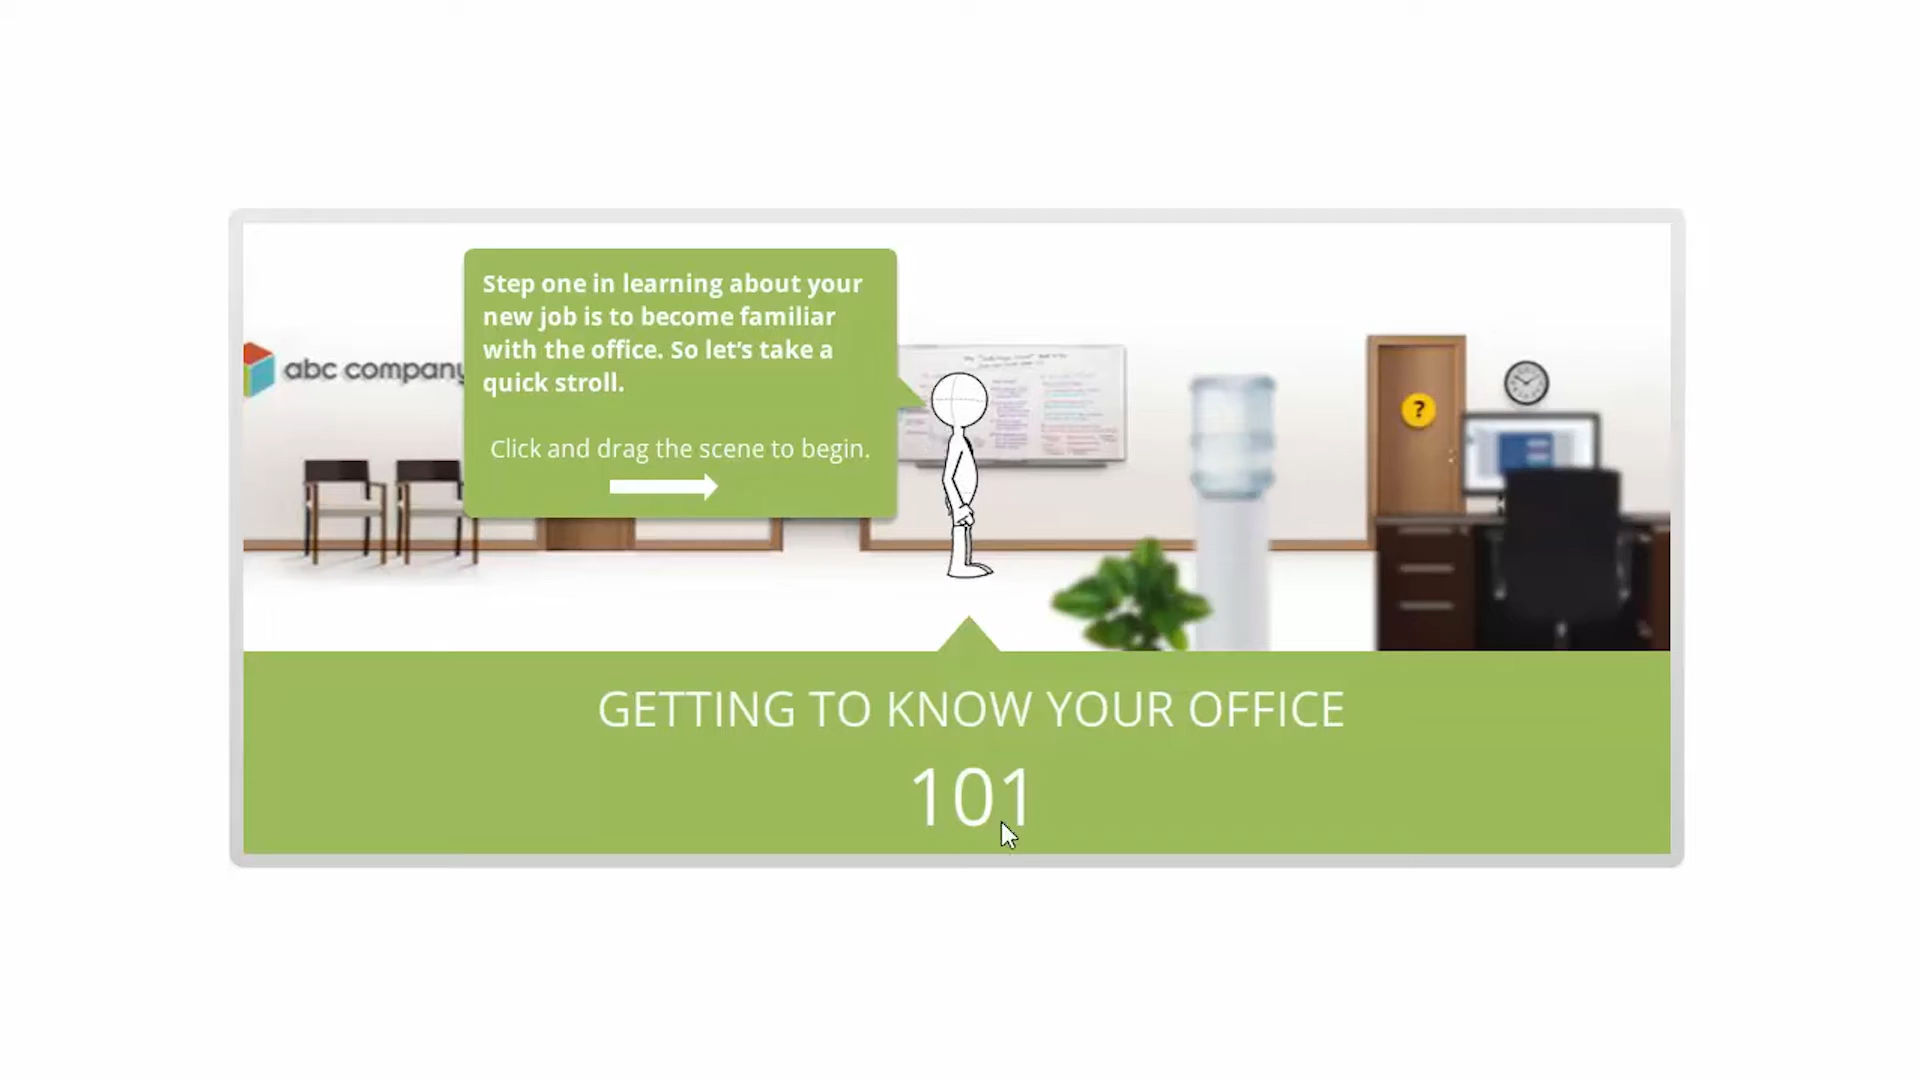 Step one in learning about your
new job is to become familiar
with the office. So let’s take a
quick stroll.
abc company
Click and drag the scene to begin.
?
GETTING TO KNOW YOUR OFFICE
101